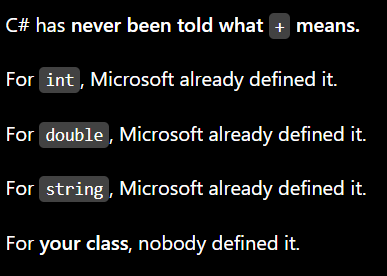 C# has never been told what + means.
For int, Microsoft already defined it.
For double, Microsoft already defined it.
For string, Microsoft already defined it.
For your class, nobody defined it.